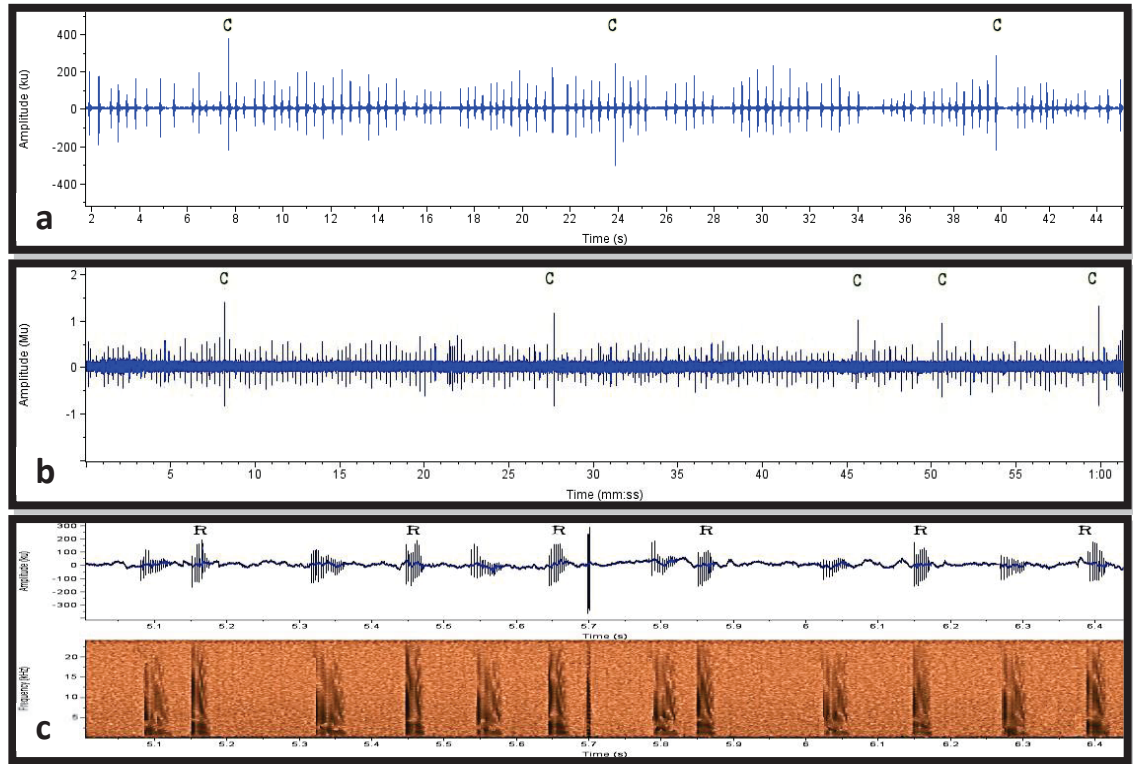 C C C
Amplitude (ku)
400
200
0
-200
-400
2 4 6 8 10 12 14 16 18 20 22 24 26 28 30 32 34 36 38 40 42 44
Time (s)
a
C C C C C
Amplitude (Mu)
2
1
0
-1
5 10 15 20 25 30 35 40 45 50 55 1:00
Time (mm:ss)
b
R R R R R R
Amplitude (ku)
300
200
100
0
-100
-200
-300
5.1 5.2 5.3 5.4 5.5 5.6 5.7 5.8 5.9 6 6.1 6.2 6.3 6.4
Time (s)
Frequency (kHz)
20
15
10
5
5.1 5.2 5.3 5.4 5.5 5.6 5.7 5.8 5.9 6 6.1 6.2 6.3 6.4
Time (s)
c